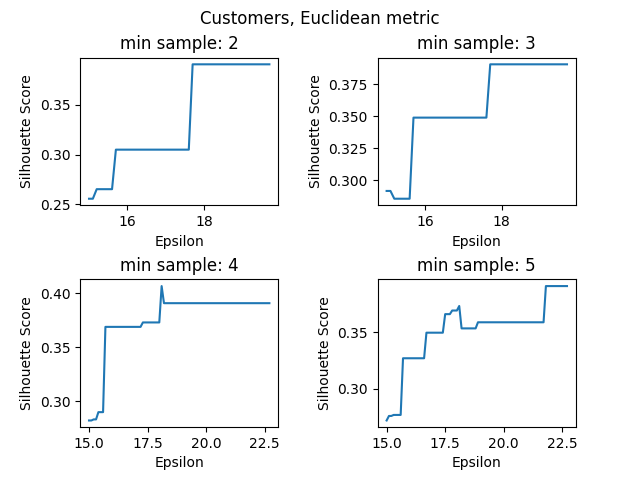 Customers, Euclidean metric
min sample: 2
min sample: 3
Silhouette Score
0.35
0.30
0.25
16
18
Epsilon
Silhouette Score
0.375
0.350
0.325
0.300
16
18
Epsilon
min sample: 4
min sample: 5
Silhouette Score
0.40
0.35
0.30
15.0
17.5
20.0
22.5
Epsilon
Silhouette Score
0.35
0.30
15.0
17.5
20.0
22.5
Epsilon